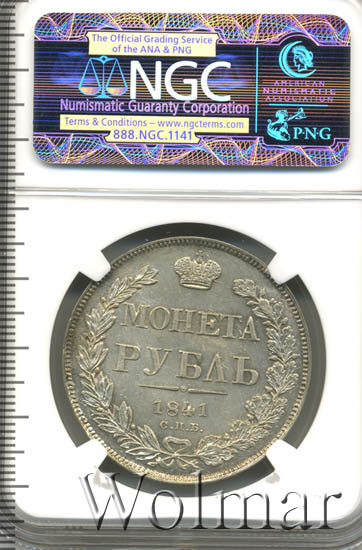 The Official Grading Service
of the ANA & PNG
NGC
Numismatic Guaranty Corporation
Terms & Conditions – www.ngcterms.com
888.NGC.1141
AMERICAN
NUMISMATIC
ASSOCIATION
P·N·G
МОНЕТА
РУБЛЬ
1841
С.П.Б.
Wolmar